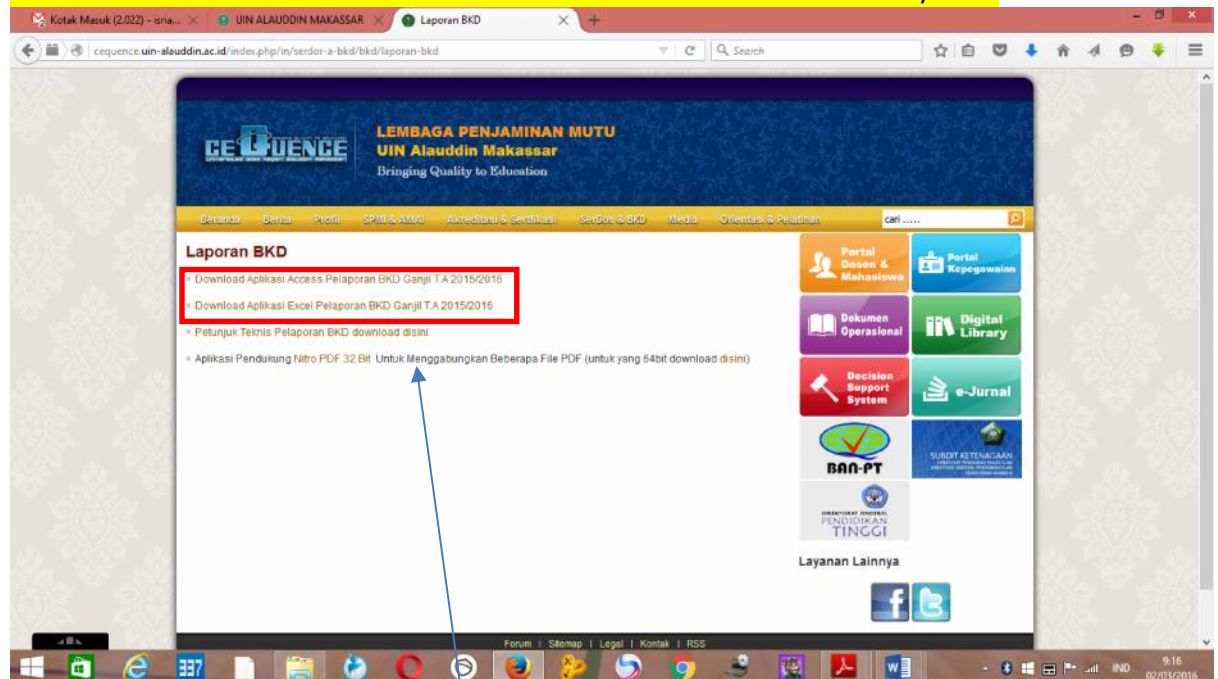 Kotak Masuk (2.022) - isria...
UIN ALAUDDIN MAKASSAR
Laporan BKD
cequence.uin-alauddin.ac.id/index.php/in/serdor-a-bkd/bkd/laporan-bkd
Search
CEQUENCE
LEMBAGA PENJAMINAN MUTU
UIN Alauddin Makassar
Bringing Quality to Education
Beranda Berita Profil SPMI & AMAI Akreditasi & Sertifikasi SerDos & BKD Media Orientasi & Pelatihan
cari .....
Laporan BKD
Download Aplikasi Access Pelaporan BKD Ganjil T.A 2015/2016
Download Aplikasi Excel Pelaporan BKD Ganjil T.A 2015/2016
Petunjuk Teknis Pelaporan BKD download disini
Aplikasi Pendukung Nitro PDF 32 Bit Untuk Menggabungkan Beberapa File PDF (untuk yang 64bit download disini)
Portal
Dosen &
Mahasiswa
Portal
Kepegawaian
Dokumen
Operasional
Digital
Library
Decision
Support
System
e-Jurnal
BAN-PT
SUBDIT KETENAGAAN
PENDIDIKAN
TINGGI
Layanan Lainnya
Forum | Sitemap | Legal | Kontak | RSS
337
IND
9:16
02/03/2016